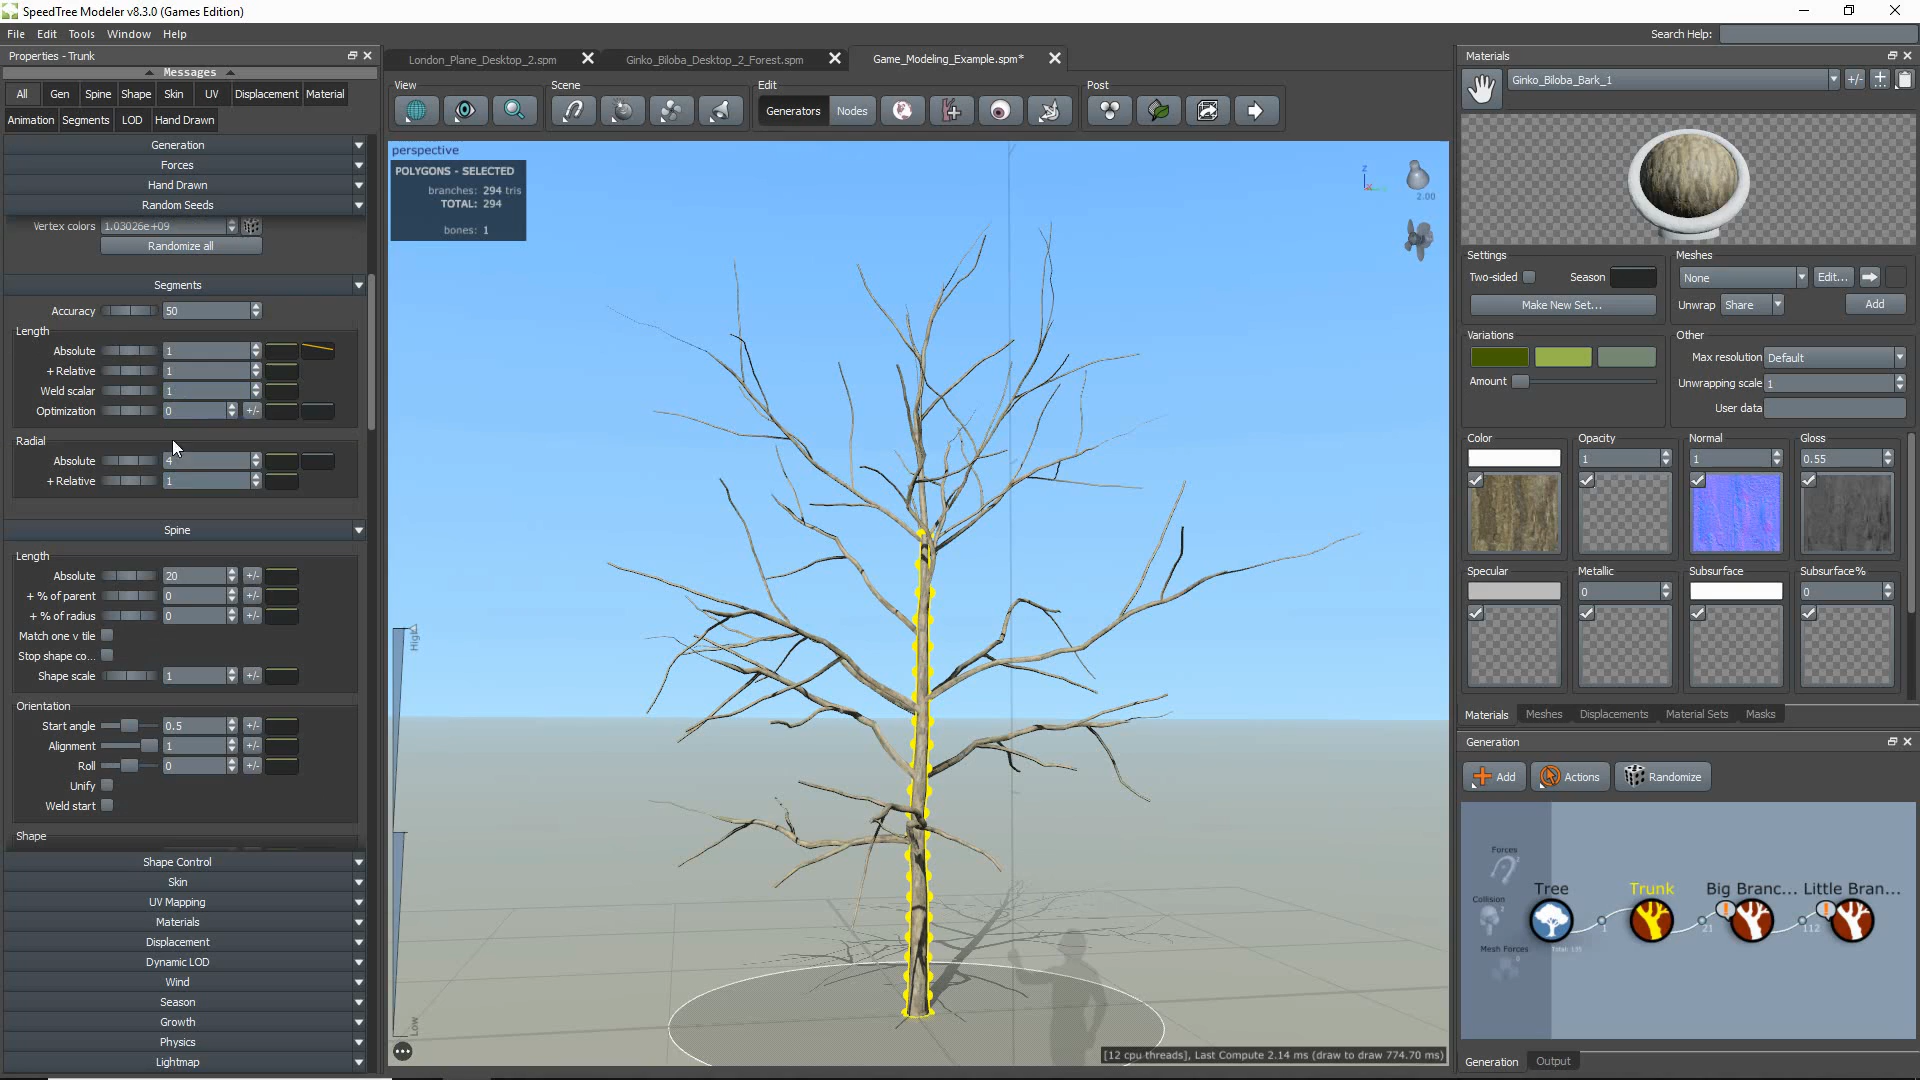 SpeedTree Modeler v8.3.0 (Games Edition)
File Edit Tools Window Help
Search Help:
Properties - Trunk
Messages
All Gen Spine Shape Skin UV Displacement Material
Animation Segments LOD Hand Drawn
Generation
Forces
Hand Drawn
Random Seeds
Vertex colors 1.03026e+09
Randomize all
Segments
Accuracy 50
Length
Absolute 1
+ Relative 1
Weld scalar 1
Optimization 0 +/-
Radial
Absolute 4
+ Relative 1
Spine
Length
Absolute 20 +/-
+ % of parent 0 +/-
+ % of radius 0 +/-
Match one v tile
Stop shape co...
Shape scale 1 +/-
Orientation
Start angle 0.5 +/-
Alignment 1 +/-
Roll 0 +/-
Unify
Weld start
Shape
Shape Control
Skin
UV Mapping
Materials
Displacement
Dynamic LOD
Wind
Season
Growth
Physics
Lightmap
London_Plane_Desktop_2.spm
Ginko_Biloba_Desktop_2_Forest.spm
Game_Modeling_Example.spm*
View Scene Edit Post
Generators Nodes
perspective
POLYGONS - SELECTED
branches: 294 tris
TOTAL: 294
bones: 1
z
2.00
High
Low
[12 cpu threads], Last Compute 2.14 ms (draw to draw 774.70 ms)
Materials
Ginko_Biloba_Bark_1
+/-
Settings
Two-sided Season
Make New Set...
Meshes
None Edit...
Unwrap Share Add
Variations
Amount
Other
Max resolution Default
Unwrapping scale 1
User data
Color Opacity Normal Gloss
1 1 0.55
Specular Metallic Subsurface Subsurface%
0 0
Materials Meshes Displacements Material Sets Masks
Generation
Add Actions Randomize
Forces
Collision
Mesh Forces
Tree Trunk Big Branc... Little Bran...
1 21 112
Generation Output